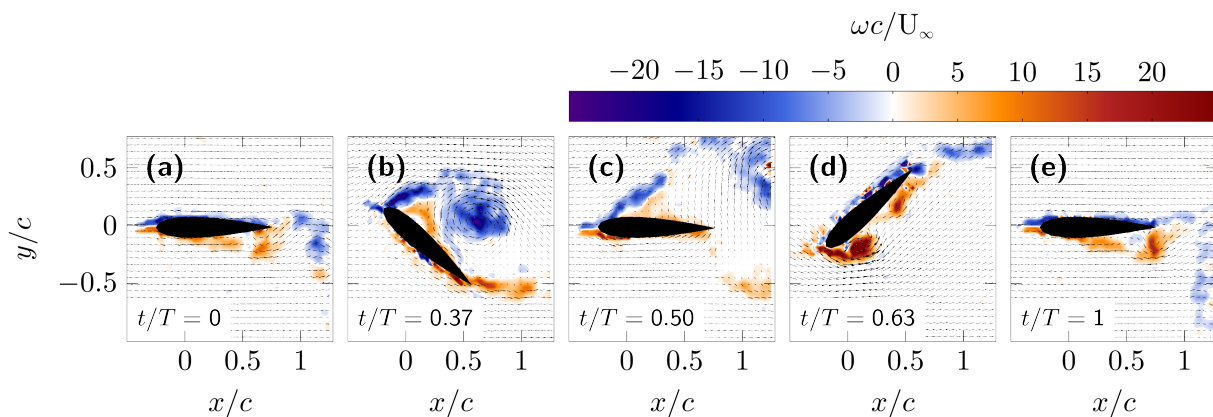 ωc/U∞
−20 −15 −10 −5 0 5 10 15 20
(a) (b) (c) (d) (e)
0.5
0
−0.5
y/c
t/T = 0 t/T = 0.37 t/T = 0.50 t/T = 0.63 t/T = 1
0 0.5 1 0 0.5 1 0 0.5 1 0 0.5 1 0 0.5 1
x/c x/c x/c x/c x/c